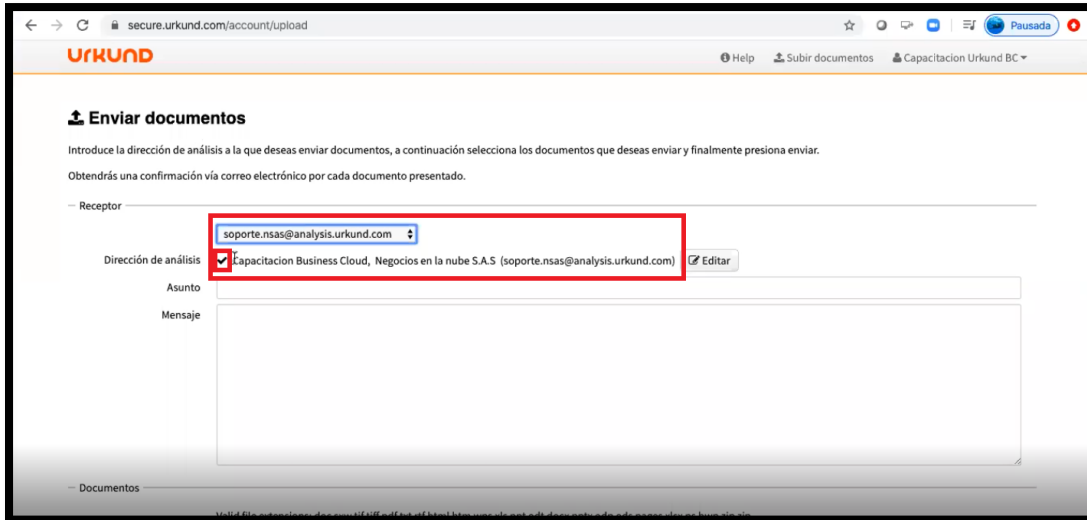 secure.urkund.com/account/upload
Pausada
URKUND
Help Subir documentos Capacitacion Urkund BC
Enviar documentos
Introduce la dirección de análisis a la que deseas enviar documentos, a continuación selecciona los documentos que deseas enviar y finalmente presiona enviar.
Obtendrás una confirmación vía correo electrónico por cada documento presentado.
Receptor
soporte.nsas@analysis.urkund.com
Dirección de análisis Capacitacion Business Cloud, Negocios en la nube S.A.S (soporte.nsas@analysis.urkund.com) Editar
Asunto
Mensaje
Documentos